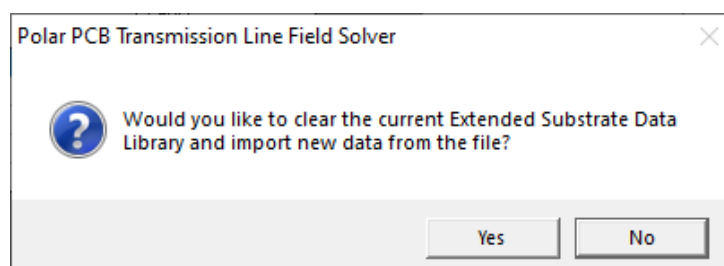 Polar PCB Transmission Line Field Solver
Would you like to clear the current Extended Substrate Data
Library and import new data from the file?
Yes No